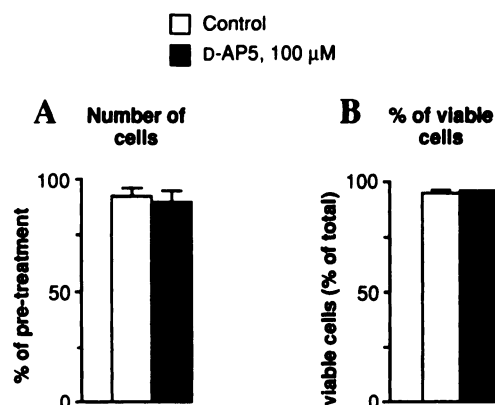 Control
D-AP5, 100 µM
A Number of cells
B % of viable cells
% of pre-treatment
100
50
0
viable cells (% of total)
100
50
0